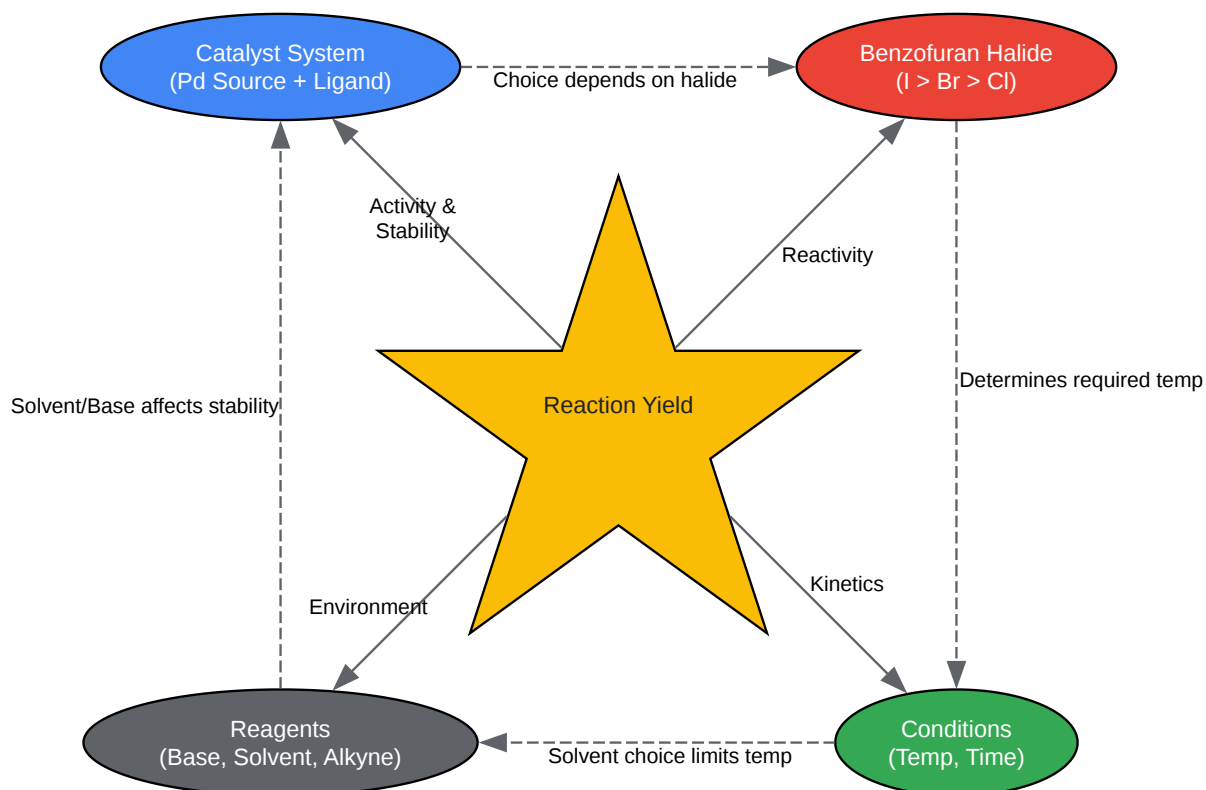 Catalyst System
(Pd Source + Ligand)
Choice depends on halide
Benzofuran Halide
(I > Br > Cl)
Activity &
Stability
Reactivity
Solvent/Base affects stability
Reaction Yield
Determines required temp
Environment
Kinetics
Reagents
(Base, Solvent, Alkyne)
Solvent choice limits temp
Conditions
(Temp, Time)